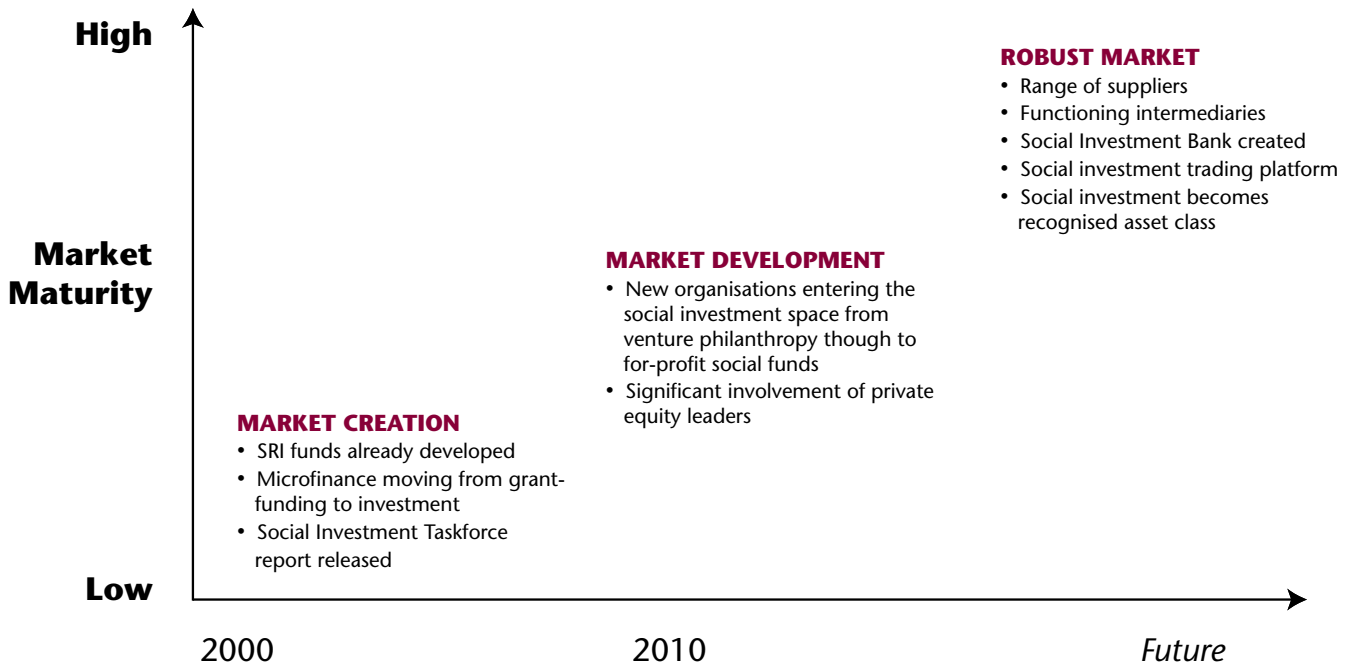 High
ROBUST MARKET
• Range of suppliers
• Functioning intermediaries
• Social Investment Bank created
• Social investment trading platform
• Social investment becomes
recognised asset class
Market
Maturity
MARKET DEVELOPMENT
• New organisations entering the
social investment space from
venture philanthropy though to
for-profit social funds
• Significant involvement of private
equity leaders
MARKET CREATION
• SRI funds already developed
• Microfinance moving from grant-
funding to investment
• Social Investment Taskforce
report released
Low
2000
2010
Future